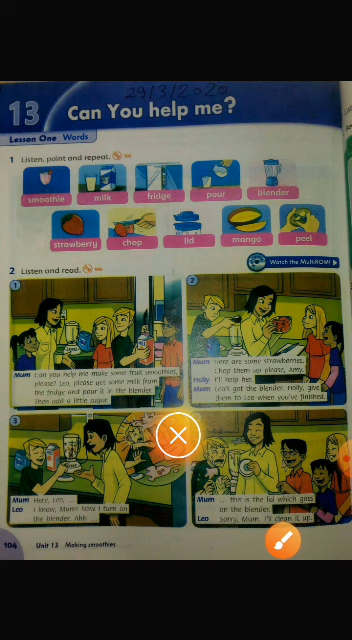 29/3/2020
13 Can You help me?
Lesson One Words
1 Listen, point and repeat.
smoothie milk fridge pour blender
strawberry chop lid mango peel
Watch the MultiROM!
2 Listen and read.
1
Mum Can you help me make some fruit smoothies,
please? Leo, please get some milk from
the fridge and pour it in the blender.
Then add a little sugar.
2
Mum Here are some strawberries.
Chop them up please, Amy.
Holly I'll help her.
Mum Leo's got the blender. Holly, give
them to Leo when you've finished.
3
Mum Here, Leo, ...
Leo I know, Mum! Now I turn on
the blender. Ahh
Mum ... this is the lid which goes
on the blender.
Leo Sorry, Mum. I'll clean it up.
104 Unit 13 Making smoothies